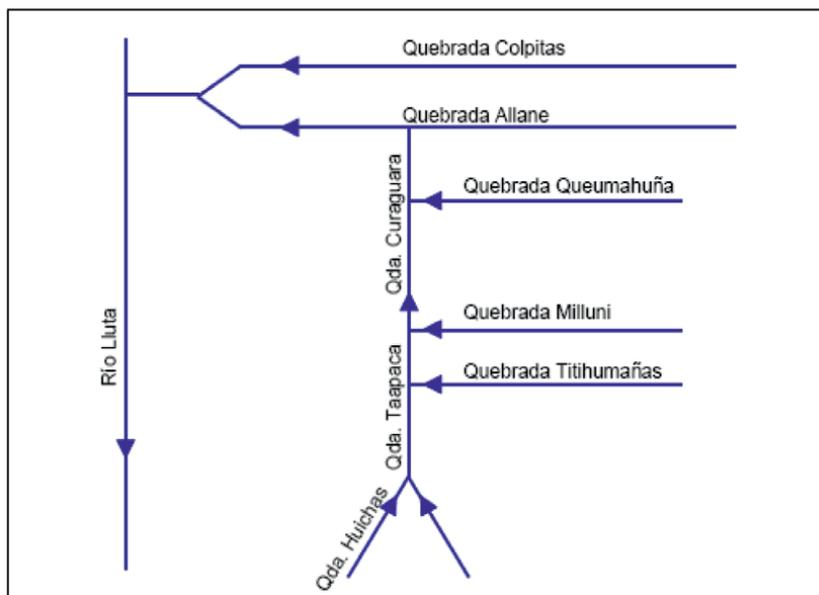 Quebrada Colpitas
Quebrada Allane
Qda. Curaguara
Quebrada Queumahuña
Quebrada Milluni
Río Lluta
Qda. Taapaca
Quebrada Titihumañas
Qda. Huichas